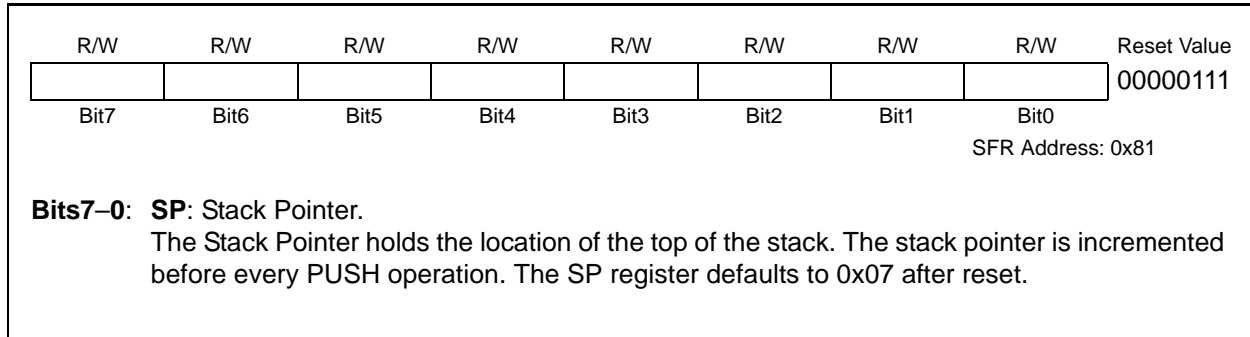 R/W R/W R/W R/W R/W R/W R/W R/W Reset Value
00000111
Bit7 Bit6 Bit5 Bit4 Bit3 Bit2 Bit1 Bit0
SFR Address: 0x81
Bits7–0: SP: Stack Pointer.
The Stack Pointer holds the location of the top of the stack. The stack pointer is incremented
before every PUSH operation. The SP register defaults to 0x07 after reset.